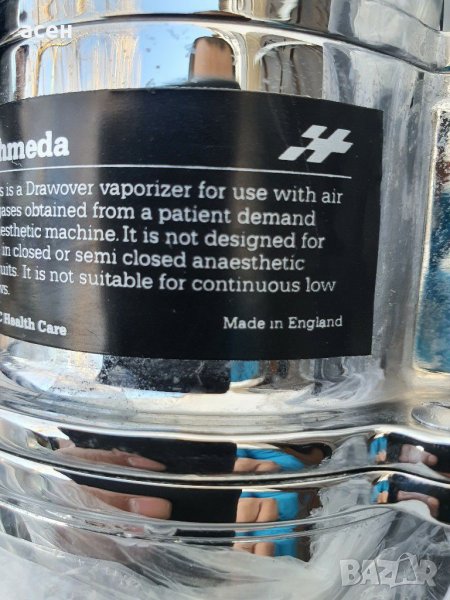 асен
hmeda
s is a Drawover vaporizer for use with air
gases obtained from a patient demand
esthetic machine. It is not designed for
in closed or semi closed anaesthetic
uits. It is not suitable for continuous low
ws.
C Health Care
Made in England
BAZAR